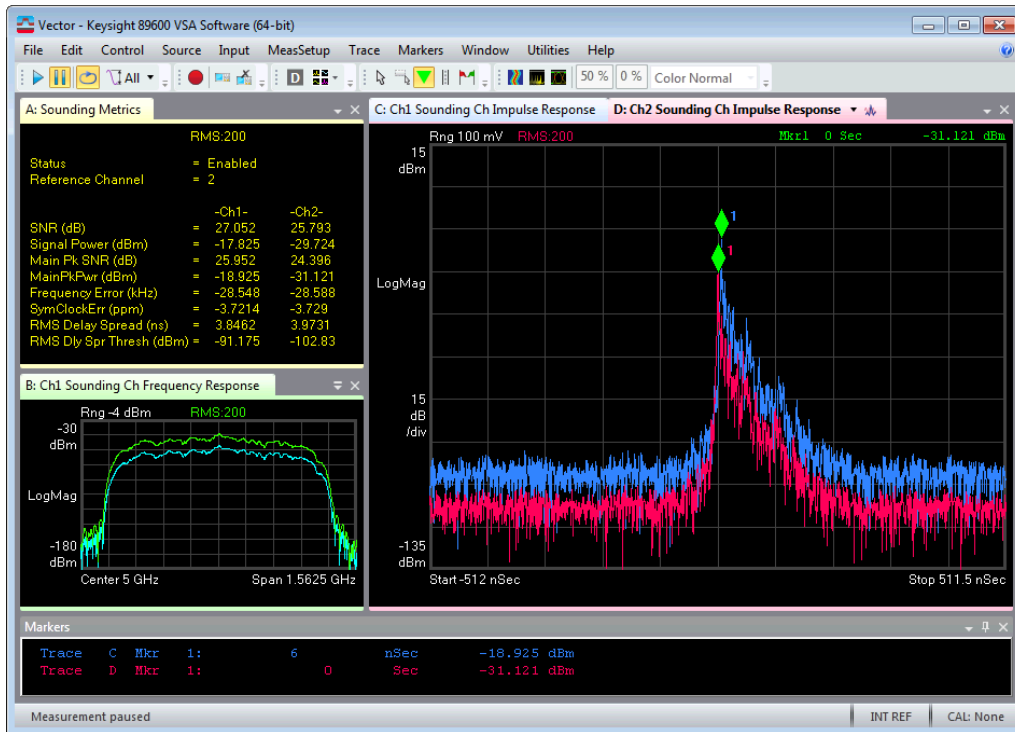 Vector - Keysight 89600 VSA Software (64-bit)
File Edit Control Source Input MeasSetup Trace Markers Window Utilities Help
All D 50 % 0 % Color Normal
A: Sounding Metrics
RMS:200
Status = Enabled
Reference Channel = 2
-Ch1- -Ch2-
SNR (dB) = 27.052 25.793
Signal Power (dBm) = -17.825 -29.724
Main Pk SNR (dB) = 25.952 24.396
MainPkPwr (dBm) = -18.925 -31.121
Frequency Error (kHz) = -28.548 -28.588
SymClockErr (ppm) = -3.7214 -3.729
RMS Delay Spread (ns) = 3.8462 3.9731
RMS Dly Spr Thresh (dBm) = -91.175 -102.83
B: Ch1 Sounding Ch Frequency Response
Rng -4 dBm RMS:200
-30
dBm
LogMag
-180
dBm
Center 5 GHz Span 1.5625 GHz
C: Ch1 Sounding Ch Impulse Response D: Ch2 Sounding Ch Impulse Response
Rng 100 mV RMS:200 Mkr1 0 Sec -31.121 dBm
15
dBm
1
1
LogMag
15
dB
/div
-135
dBm
Start -512 nSec Stop 511.5 nSec
Markers
Trace C Mkr 1: 6 nSec -18.925 dBm
Trace D Mkr 1: 0 Sec -31.121 dBm
Measurement paused INT REF CAL: None